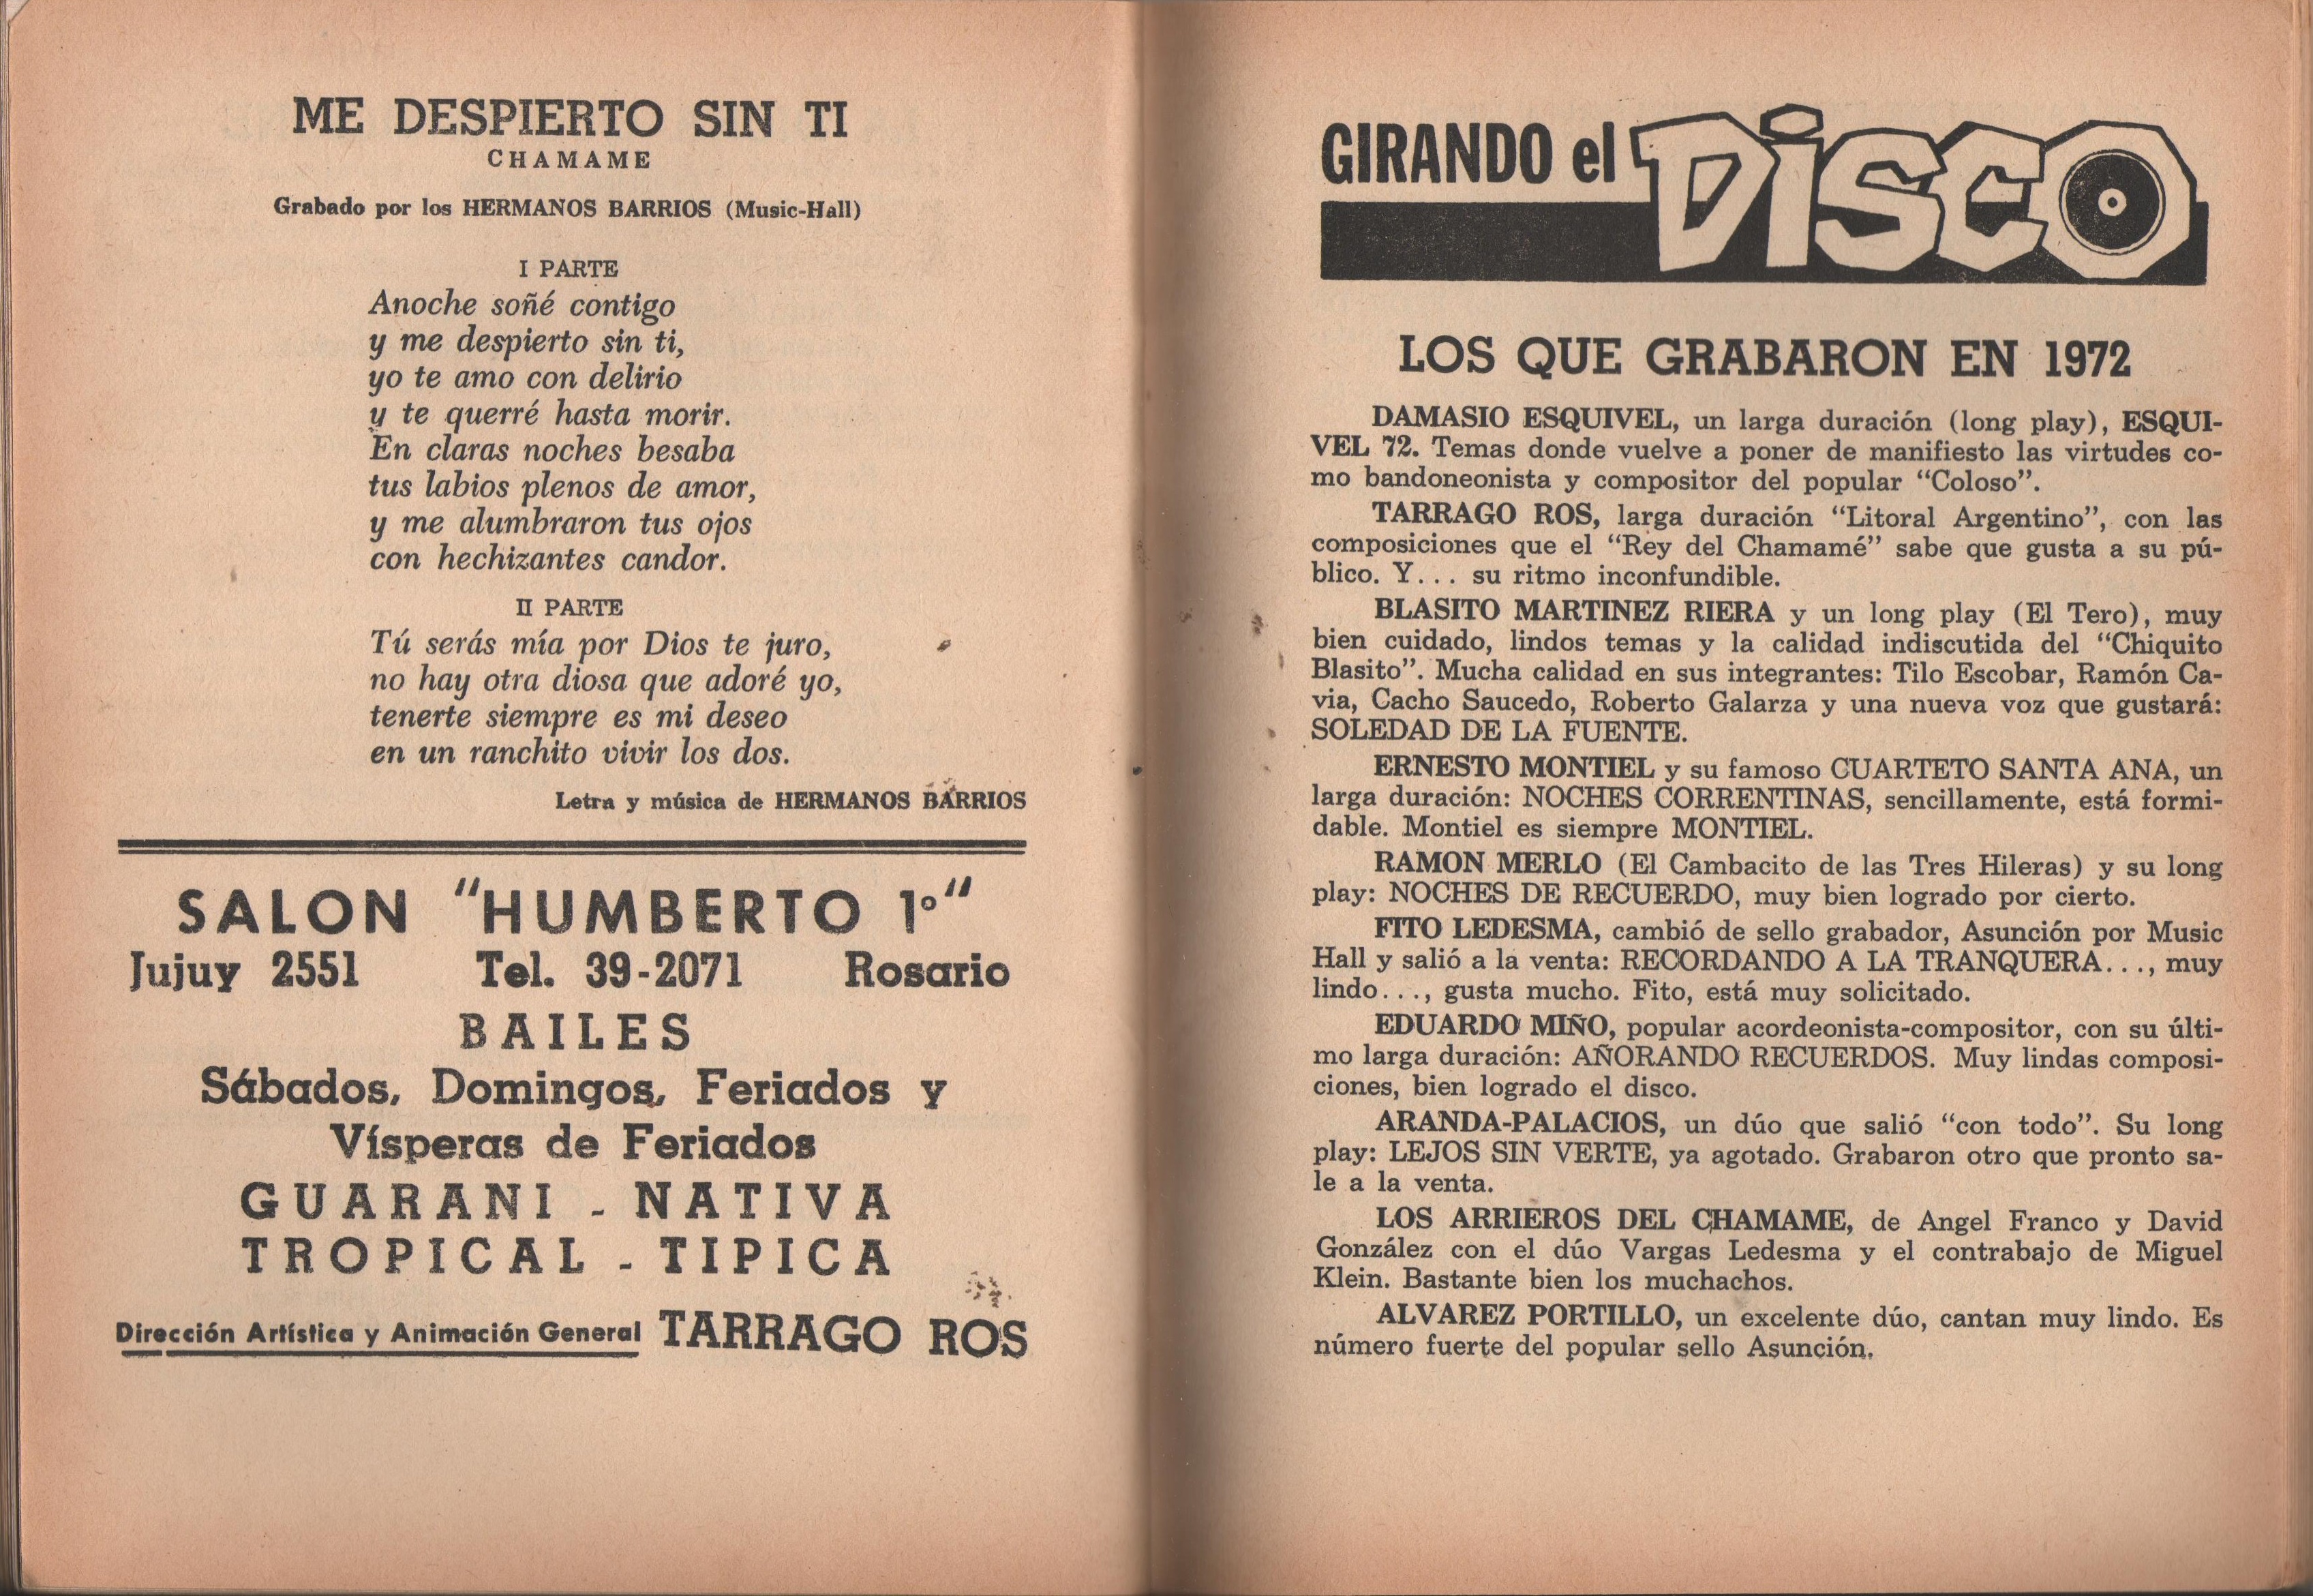 ME DESPIERTO SIN TI
CHAMAME
Grabado por los HERMANOS BARRIOS (Music-Hall)
I PARTE
Anoche soñé contigo
y me despierto sin ti,
yo te amo con delirio
y te querré hasta morir.
En claras noches besaba
tus labios plenos de amor,
y me alumbraron tus ojos
con hechizantes candor.
II PARTE
Tú serás mía por Dios te juro,
no hay otra diosa que adoré yo,
tenerte siempre es mi deseo
en un ranchito vivir los dos.
Letra y música de HERMANOS BARRIOS
SALON "HUMBERTO 1º"
Jujuy 2551 Tel. 39-2071 Rosario
BAILES
Sábados, Domingos, Feriados y
Vísperas de Feriados
GUARANI - NATIVA
TROPICAL - TIPICA
Dirección Artística y Animación General TARRAGO ROS
GIRANDO el DiSCO
LOS QUE GRABARON EN 1972
DAMASIO ESQUIVEL, un larga duración (long play), ESQUI-
VEL 72. Temas donde vuelve a poner de manifiesto las virtudes co-
mo bandoneonista y compositor del popular "Coloso".
TARRAGO ROS, larga duración "Litoral Argentino", con las
composiciones que el "Rey del Chamamé" sabe que gusta a su pú-
blico. Y... su ritmo inconfundible.
BLASITO MARTINEZ RIERA y un long play (El Tero), muy
bien cuidado, lindos temas y la calidad indiscutida del "Chiquito
Blasito". Mucha calidad en sus integrantes: Tilo Escobar, Ramón Ca-
via, Cacho Saucedo, Roberto Galarza y una nueva voz que gustará:
SOLEDAD DE LA FUENTE.
ERNESTO MONTIEL y su famoso CUARTETO SANTA ANA, un
larga duración: NOCHES CORRENTINAS, sencillamente, está formi-
dable. Montiel es siempre MONTIEL.
RAMON MERLO (El Cambacito de las Tres Hileras) y su long
play: NOCHES DE RECUERDO, muy bien logrado por cierto.
FITO LEDESMA, cambió de sello grabador, Asunción por Music
Hall y salió a la venta: RECORDANDO A LA TRANQUERA..., muy
lindo..., gusta mucho. Fito, está muy solicitado.
EDUARDO MIÑO, popular acordeonista-compositor, con su últi-
mo larga duración: AÑORANDO RECUERDOS. Muy lindas composi-
ciones, bien logrado el disco.
ARANDA-PALACIOS, un dúo que salió "con todo". Su long
play: LEJOS SIN VERTE, ya agotado. Grabaron otro que pronto sa-
le a la venta.
LOS ARRIEROS DEL CHAMAME, de Angel Franco y David
González con el dúo Vargas Ledesma y el contrabajo de Miguel
Klein. Bastante bien los muchachos.
ALVAREZ PORTILLO, un excelente dúo, cantan muy lindo. Es
número fuerte del popular sello Asunción.